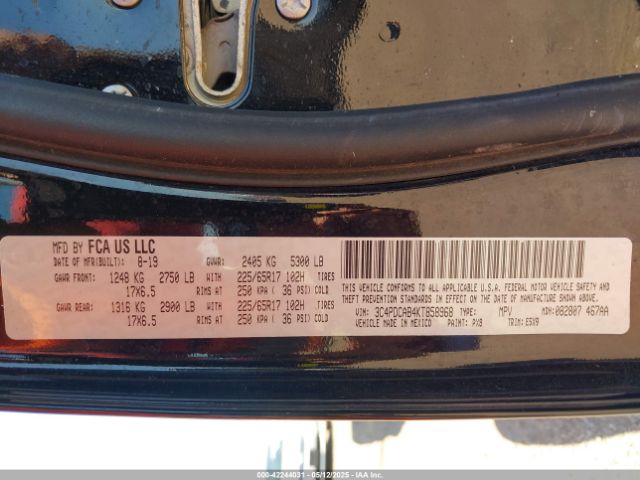 MFD BY FCA US LLC
DATE OF MFR(BUILT): 8-19 GVWR: 2405 KG 5300 LB
GAWR FRONT: 1248 KG 2750 LB WITH 225/65R17 102H TIRES
17X6.5 RIMS AT 250 KPA ( 36 PSI) COLD
GAWR REAR: 1316 KG 2900 LB WITH 225/65R17 102H TIRES
17X6.5 RIMS AT 250 KPA ( 36 PSI) COLD
THIS VEHICLE CONFORMS TO ALL APPLICABLE U.S.A. FEDERAL MOTOR VEHICLE SAFETY AND
THEFT PREVENTION STANDARDS IN EFFECT ON THE DATE OF MANUFACTURE SHOWN ABOVE.
VIN: 3C4PDCAB4KT858968 TYPE: MPV MDH: 082807 467AA
VEHICLE MADE IN MEXICO PAINT: PX8 TRIM: E5X9
000-42244031 - 05/12/2025 - IAAI Inc.